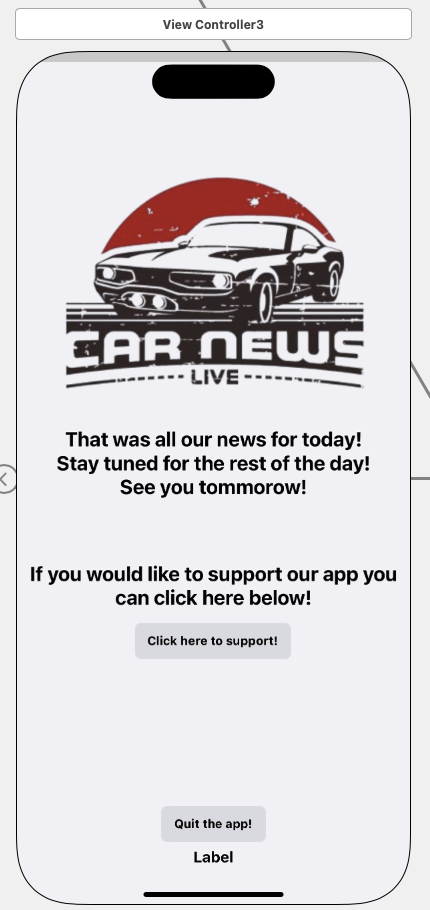 View Controller3
CAR NEWS
LIVE
That was all our news for today!
Stay tuned for the rest of the day!
See you tommorow!
If you would like to support our app you
can click here below!
Click here to support!
Quit the app!
Label